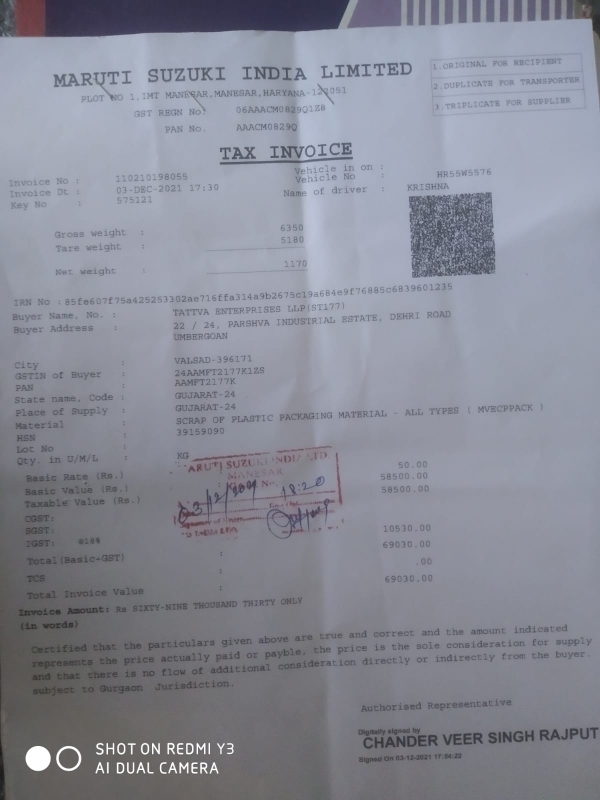 MARUTI SUZUKI INDIA LIMITED
1.ORIGINAL FOR RECIPIENT
2.DUPLICATE FOR TRANSPORTER
3.TRIPLICATE FOR SUPPLIER
PLOT NO 1,IMT MANESAR,MANESAR,HARYANA-122051
GST REGN No: 06AAACM0829Q1Z8
PAN No. AAACM0829Q
TAX INVOICE
Invoice No : 110210198055
Vehicle in on :
Invoice Dt : 03-DEC-2021 17:30
Vehicle No HR55W5576
Key No : 575121
Name of driver : KRISHNA
Gross weight : 6350
Tare weight : 5180
Net weight : 1170
IRN No : 85fe607f75a425253302ae716ffa314a9b2675c19a684e9f76885c6839601235
Buyer Name, No. : TATTVA ENTERPRISES LLP(ST177)
Buyer Address : 22 / 24, PARSHVA INDUSTRIAL ESTATE, DEHRI ROAD
UMBERGOAN
City : VALSAD-396171
GSTIN of Buyer : 24AAMFT2177K1ZS
PAN : AAMFT2177K
State name, Code : GUJARAT-24
Place of Supply : GUJARAT-24
Material : SCRAP OF PLASTIC PACKAGING MATERIAL - ALL TYPES ( MVECPPACK )
HSN : 39159090
Lot No :
Qty. in U/M/L : KG
Basic Rate (Rs.) 50.00
Basic Value (Rs.) 58500.00
Taxable Value (Rs.) 58500.00
CGST:
SGST:
IGST: @18% 10530.00
Total(Basic+GST) : 69030.00
TCS : .00
Total Invoice Value : 69030.00
ARUTI SUZUKI INDIA LTD
MANESAR
03/12/2021 18:20
Invoice Amount: Rs SIXTY-NINE THOUSAND THIRTY ONLY
(in words)
Certified that the particulars given above are true and correct and the amount indicated
represents the price actually paid or payble, the price is the sole consideration for supply
and that there is no flow of additional consideration directly or indirectly from the buyer.
subject to Gurgaon Jurisdiction.
Authorised Representative
Digitally signed by
CHANDER VEER SINGH RAJPUT
Signed On 03-12-2021 17:56:22
SHOT ON REDMI Y3
AI DUAL CAMERA